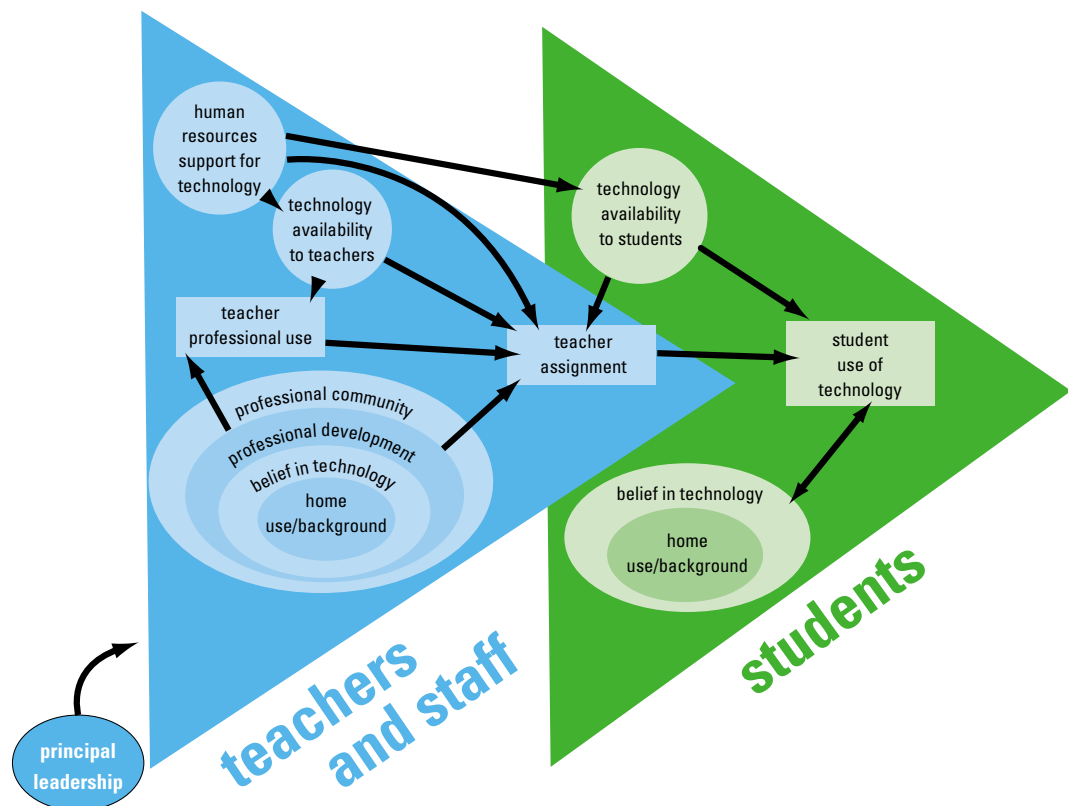 human
resources
support for
technology
technology
availability
to teachers
teacher
professional use
professional community
professional development
belief in technology
home
use/background
teacher
assignment
technology
availability
to students
student
use of
technology
belief in technology
home
use/background
principal
leadership
teachers
and staff
students